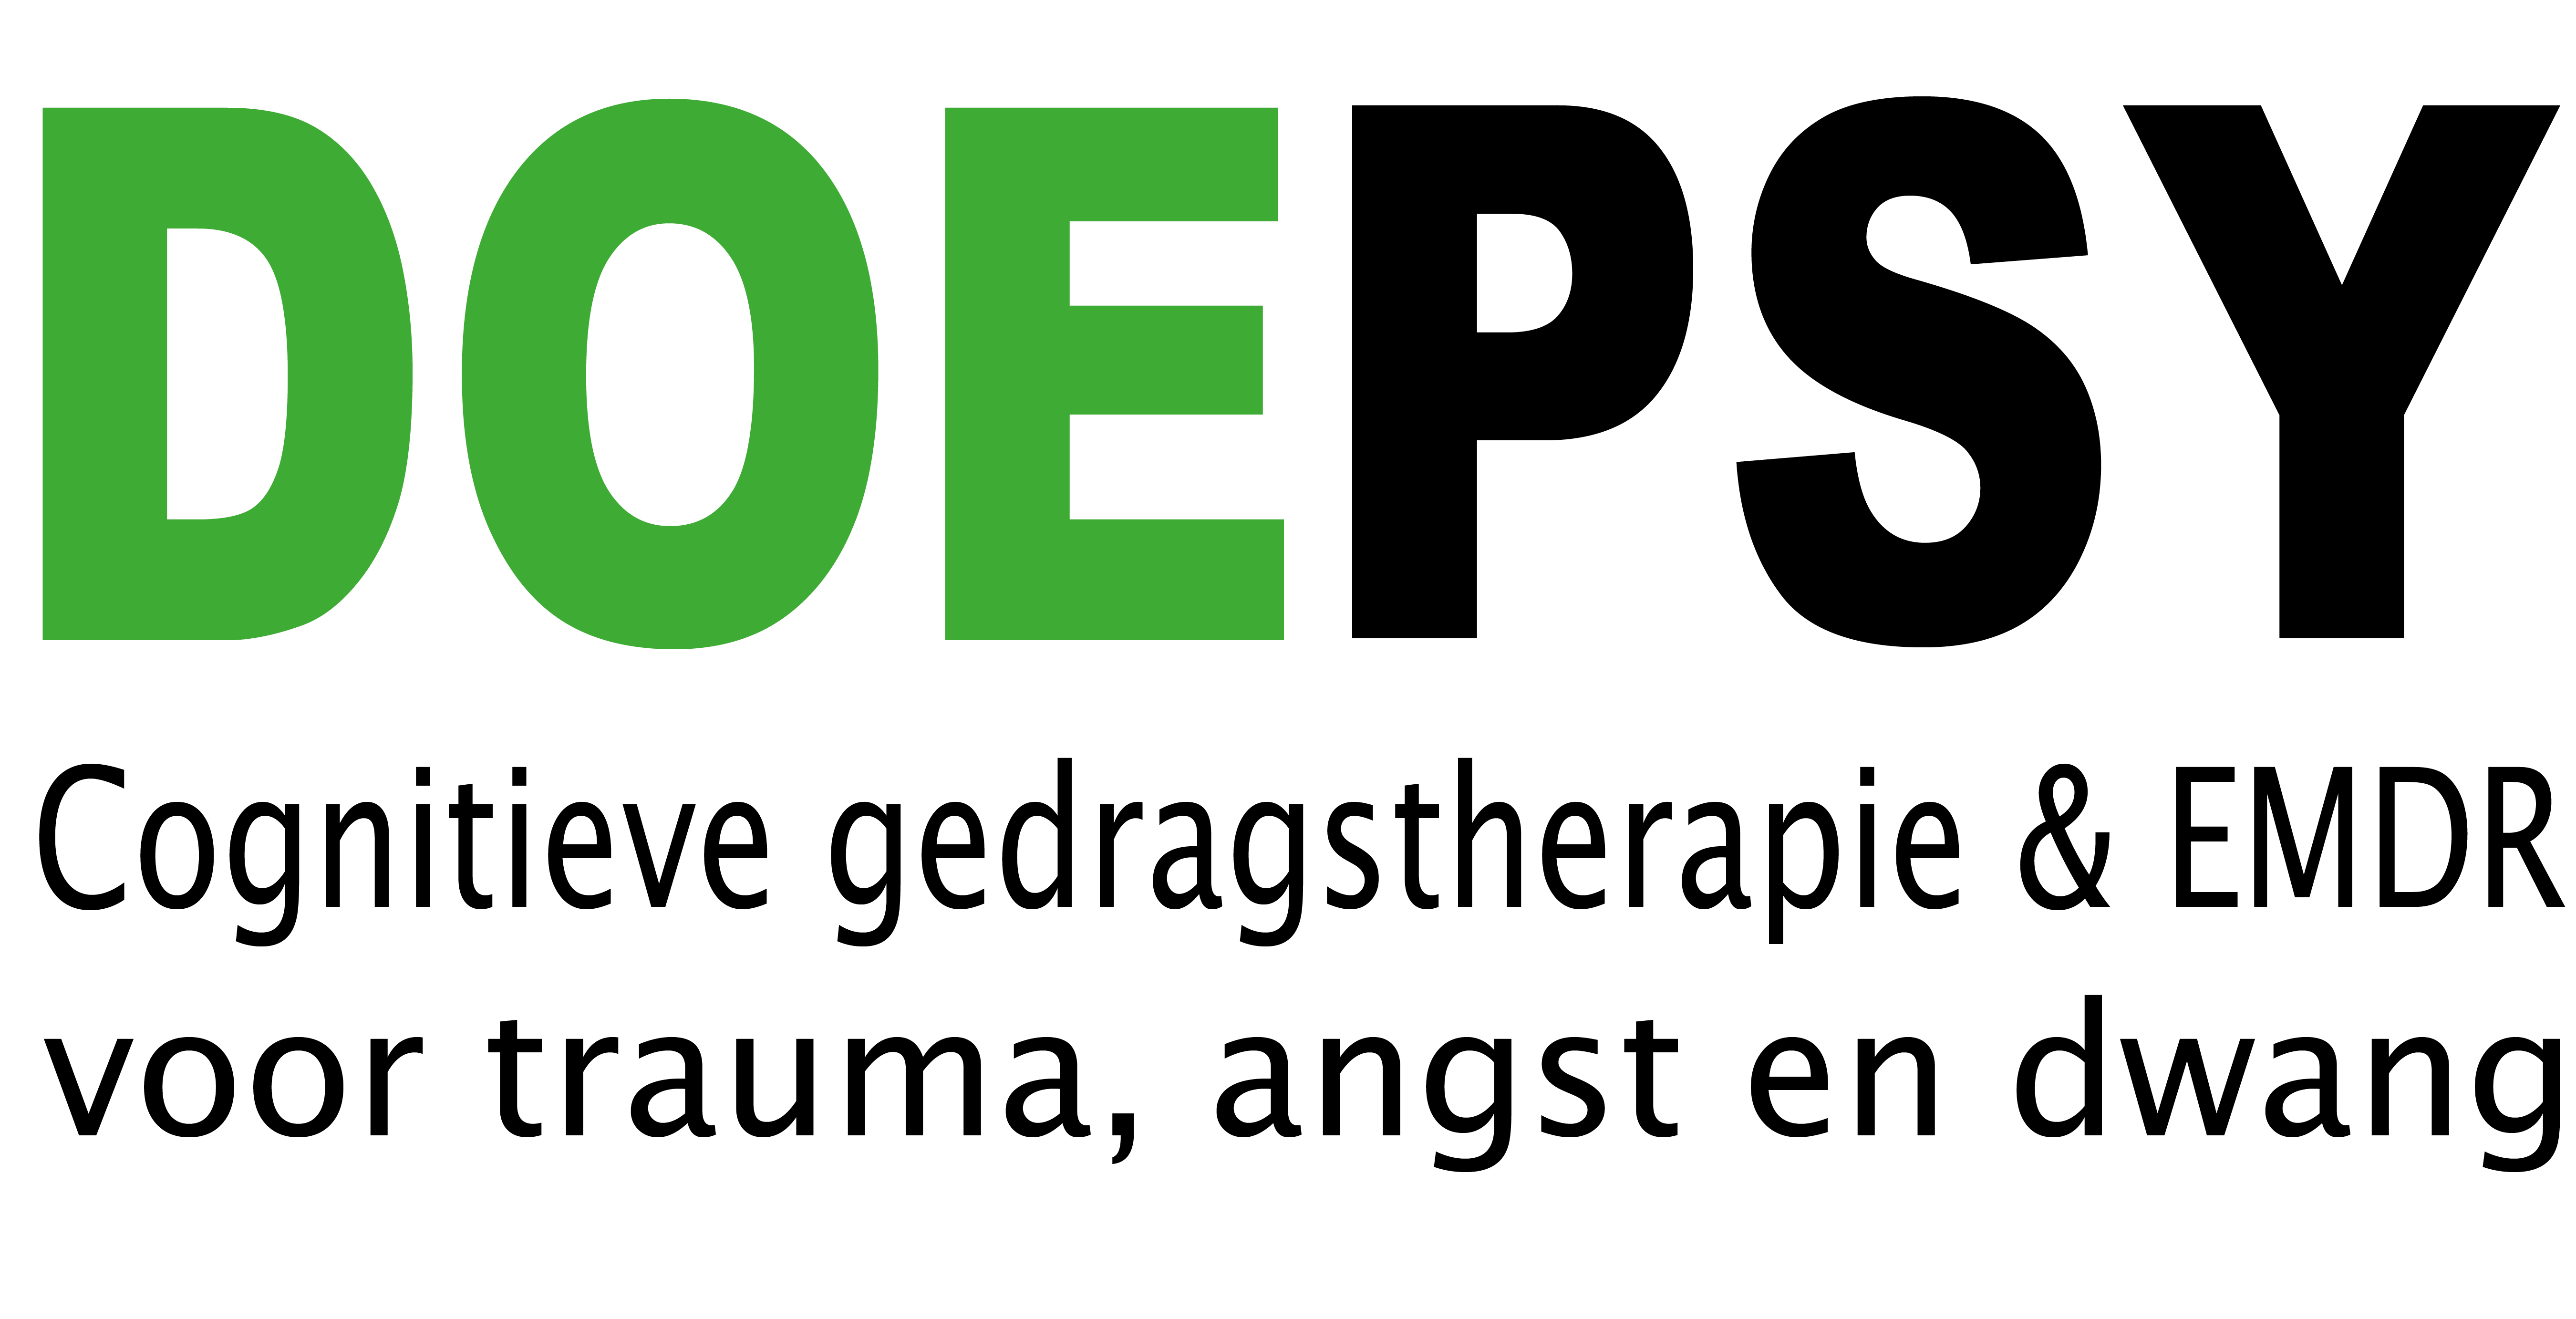 DOEPSY
Cognitieve gedragstherapie & EMDR
voor trauma, angst en dwang